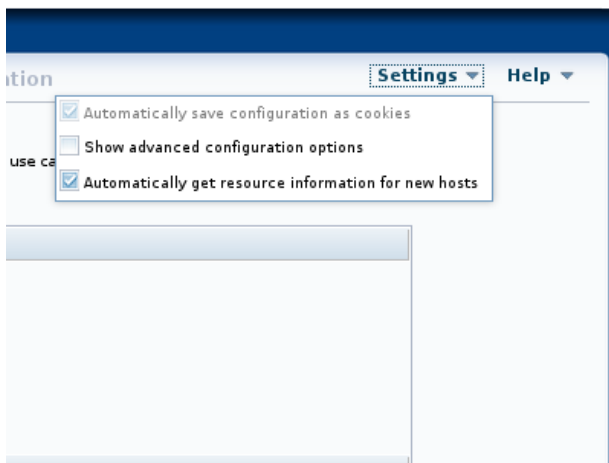 ation
Settings
Help
Automatically save configuration as cookies
Show advanced configuration options
use ca
Automatically get resource information for new hosts